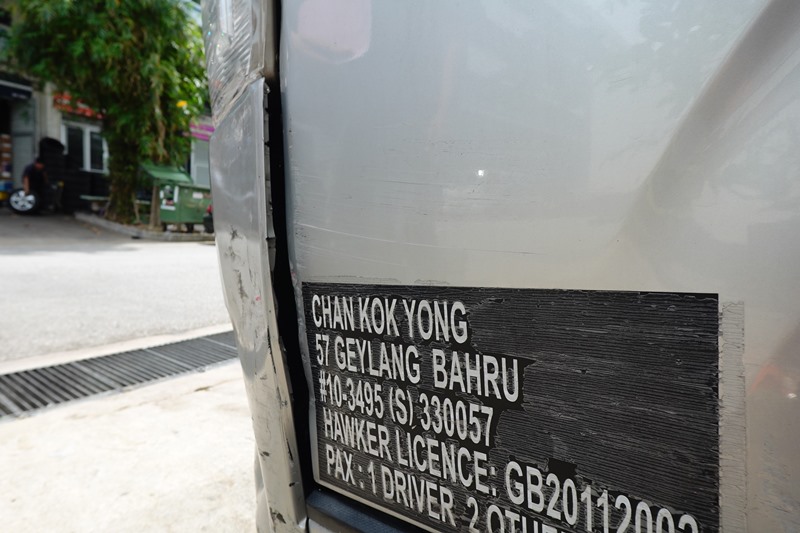 CHAN KOK YONG
57 GEYLANG BAHRU
#10-3495 (S) 330057
HAWKER LICENCE: GB20112002
PAX : 1 DRIVER 2